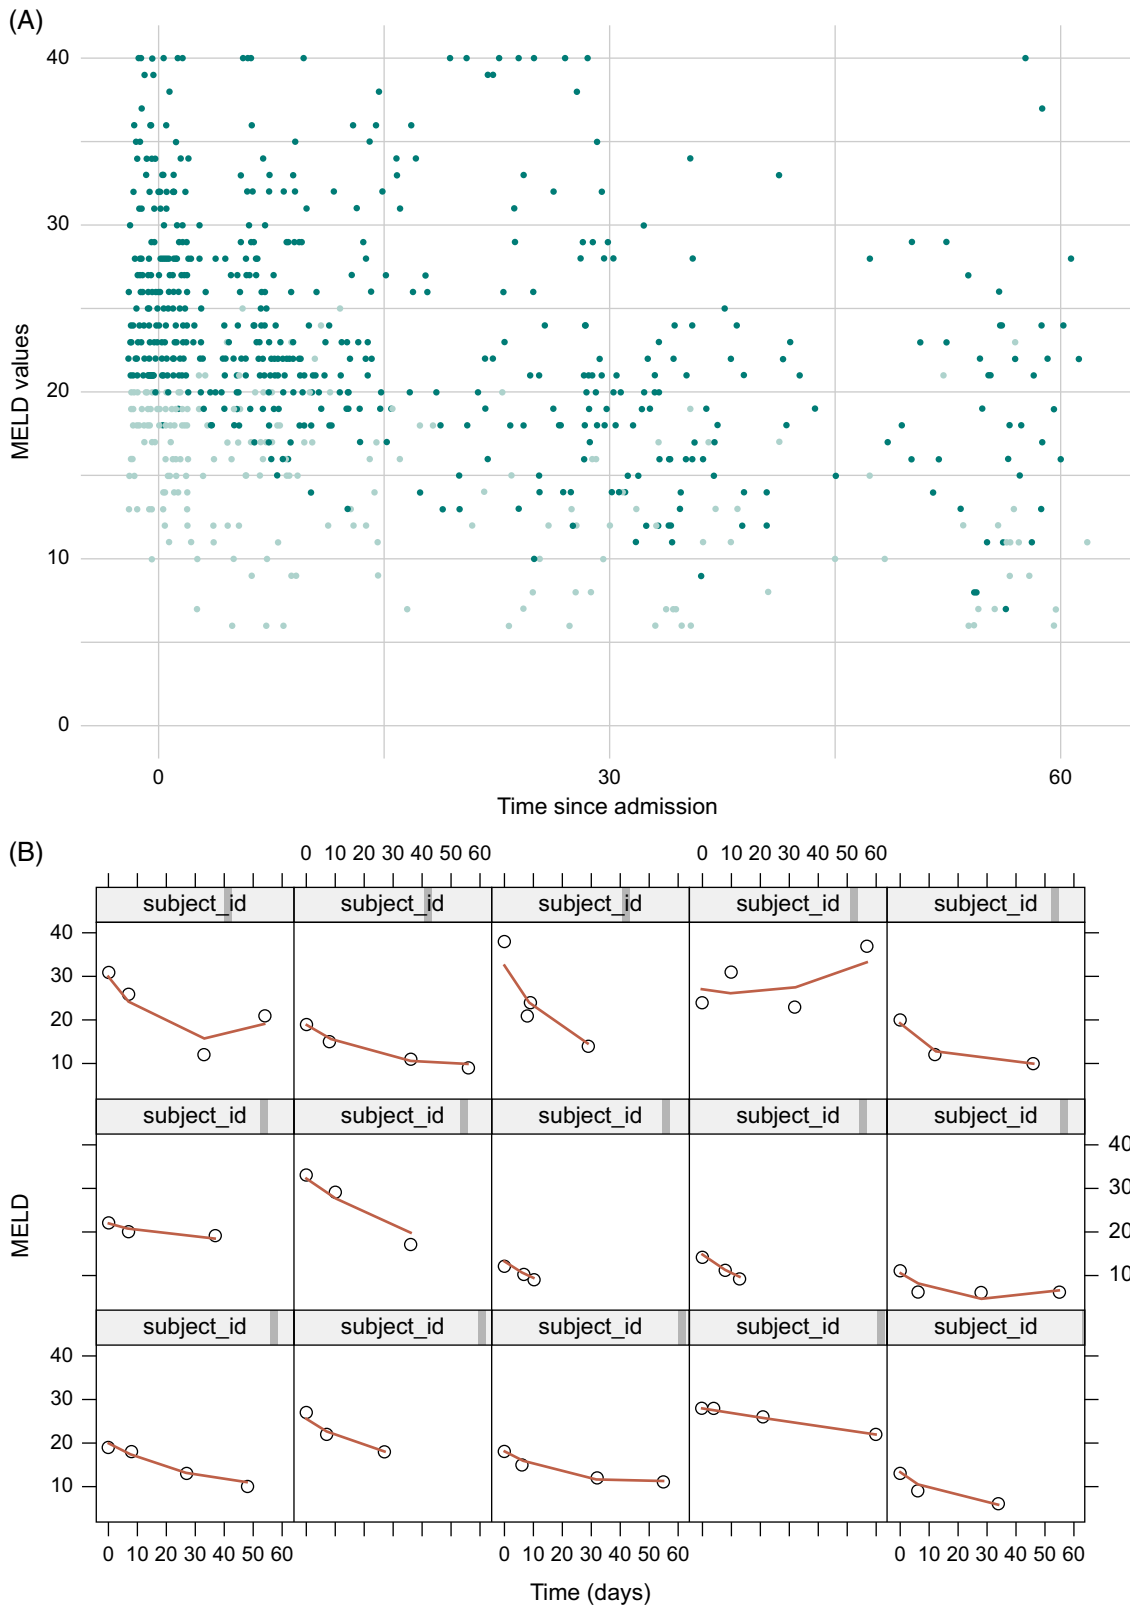 (A)
40
30
20
10
0
MELD values
0 30 60
Time since admission
(B)
0 10 20 30 40 50 60 0 10 20 30 40 50 60
subject_id subject_id subject_id subject_id subject_id
40
30
20
10
subject_id subject_id subject_id subject_id subject_id
40
30
20
10
MELD
subject_id subject_id subject_id subject_id subject_id
40
30
20
10
0 10 20 30 40 50 60 0 10 20 30 40 50 60 0 10 20 30 40 50 60
Time (days)